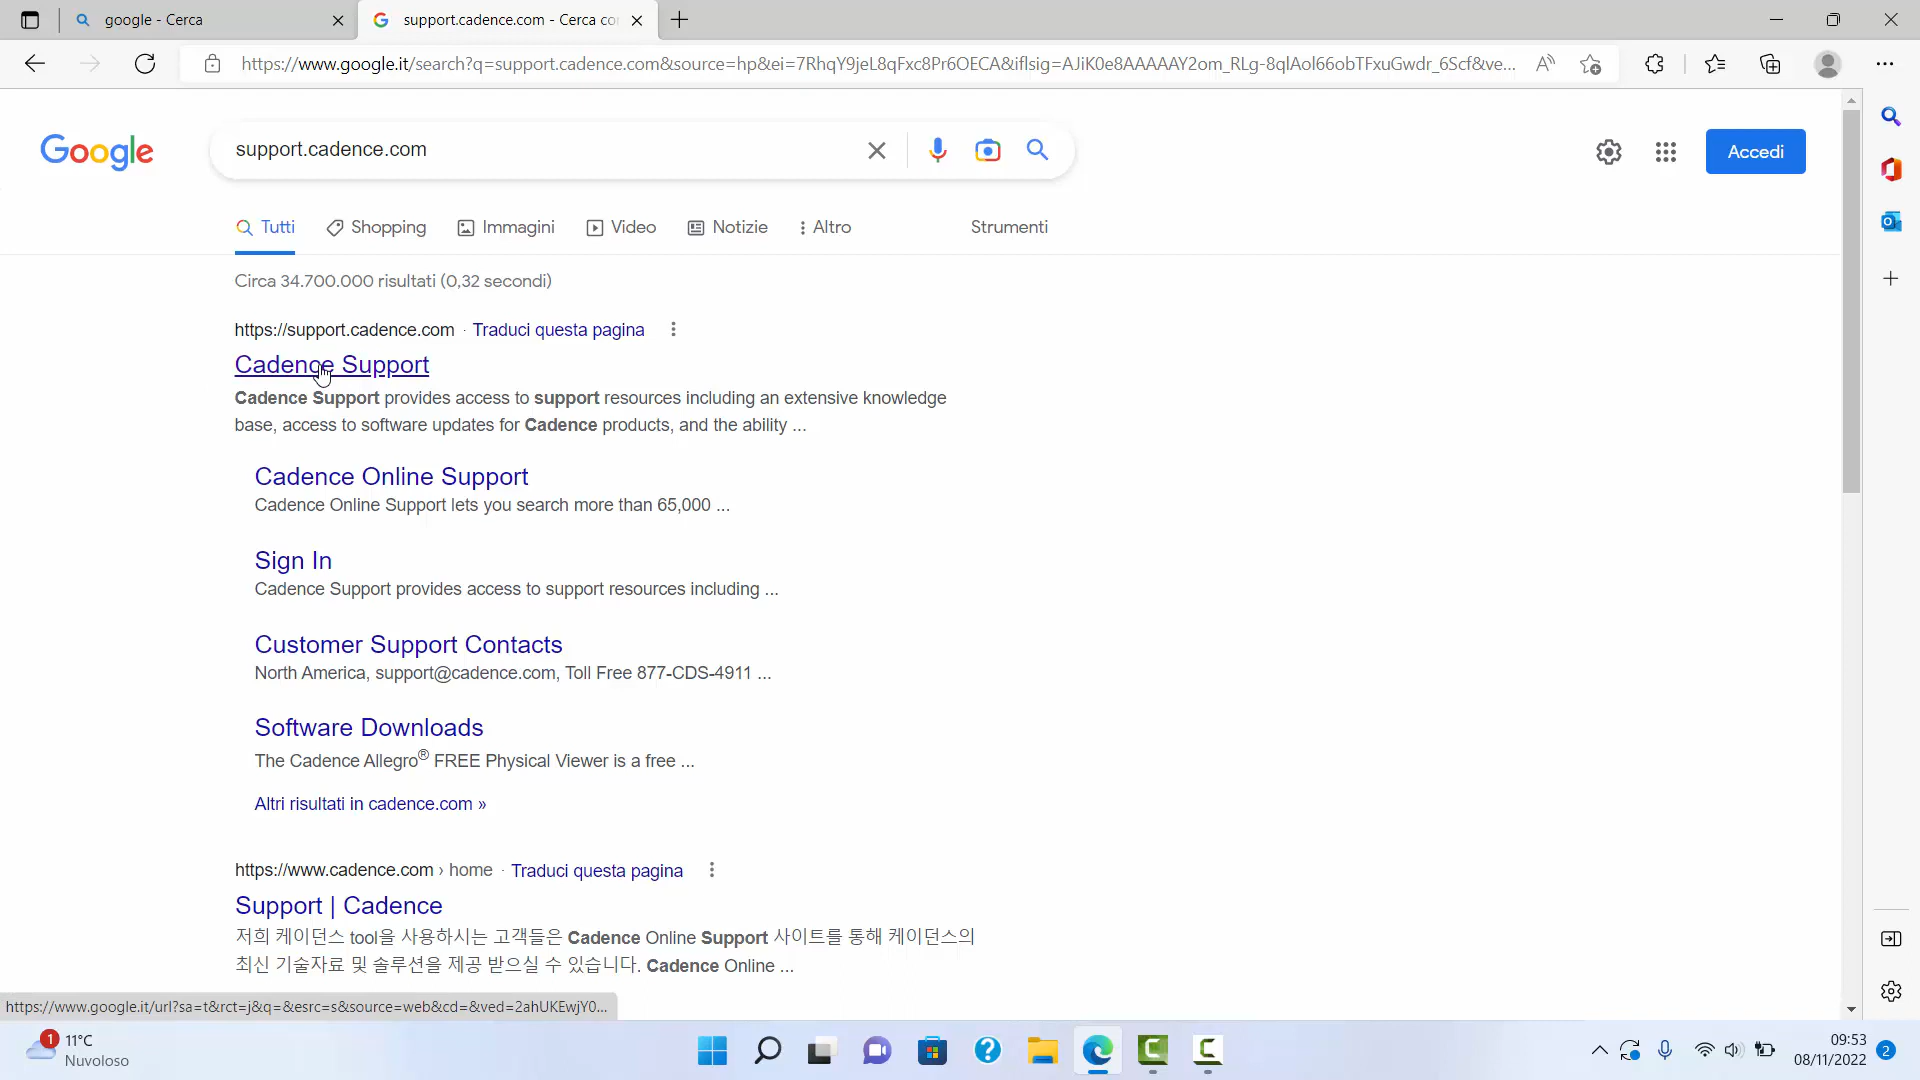 google - Cerca
support.cadence.com - Cerca co
https://www.google.it/search?q=support.cadence.com&source=hp&ei=7RhqY9jeL8qFxc8Pr6OECA&iflsig=AJiK0e8AAAAAY2om_RLg-8qlAol66obTFxuGwdr_6Scf&ve...
Google
support.cadence.com
Accedi
Tutti
Shopping
Immagini
Video
Notizie
Altro
Strumenti
Circa 34.700.000 risultati (0,32 secondi)
https://support.cadence.com · Traduci questa pagina
Cadence Support
Cadence Support provides access to support resources including an extensive knowledge
base, access to software updates for Cadence products, and the ability ...
Cadence Online Support
Cadence Online Support lets you search more than 65,000 ...
Sign In
Cadence Support provides access to support resources including ...
Customer Support Contacts
North America, support@cadence.com, Toll Free 877-CDS-4911 ...
Software Downloads
The Cadence Allegro® FREE Physical Viewer is a free ...
Altri risultati in cadence.com »
https://www.cadence.com › home · Traduci questa pagina
Support | Cadence
저희 케이던스 tool을 사용하시는 고객들은 Cadence Online Support 사이트를 통해 케이던스의
최신 기술자료 및 솔루션을 제공 받으실 수 있습니다. Cadence Online ...
https://www.google.it/url?sa=t&rct=j&q=&esrc=s&source=web&cd=&ved=2ahUKEwjY0...
1
11°C
Nuvoloso
09:53
08/11/2022
2